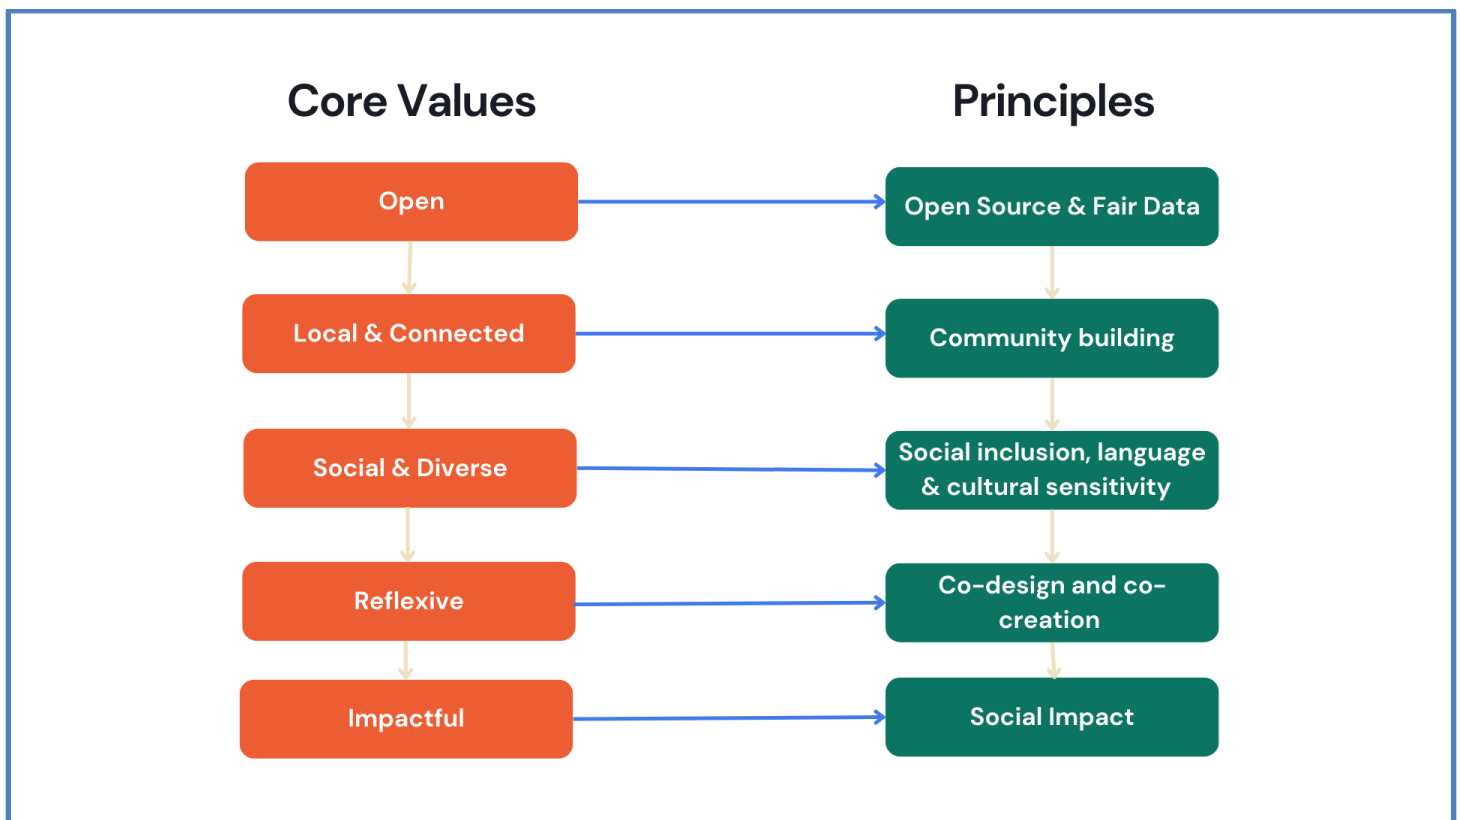 Core Values
Principles
Open
Open Source & Fair Data
Local & Connected
Community building
Social & Diverse
Social inclusion, language
& cultural sensitivity
Reflexive
Co-design and co-
creation
Impactful
Social Impact